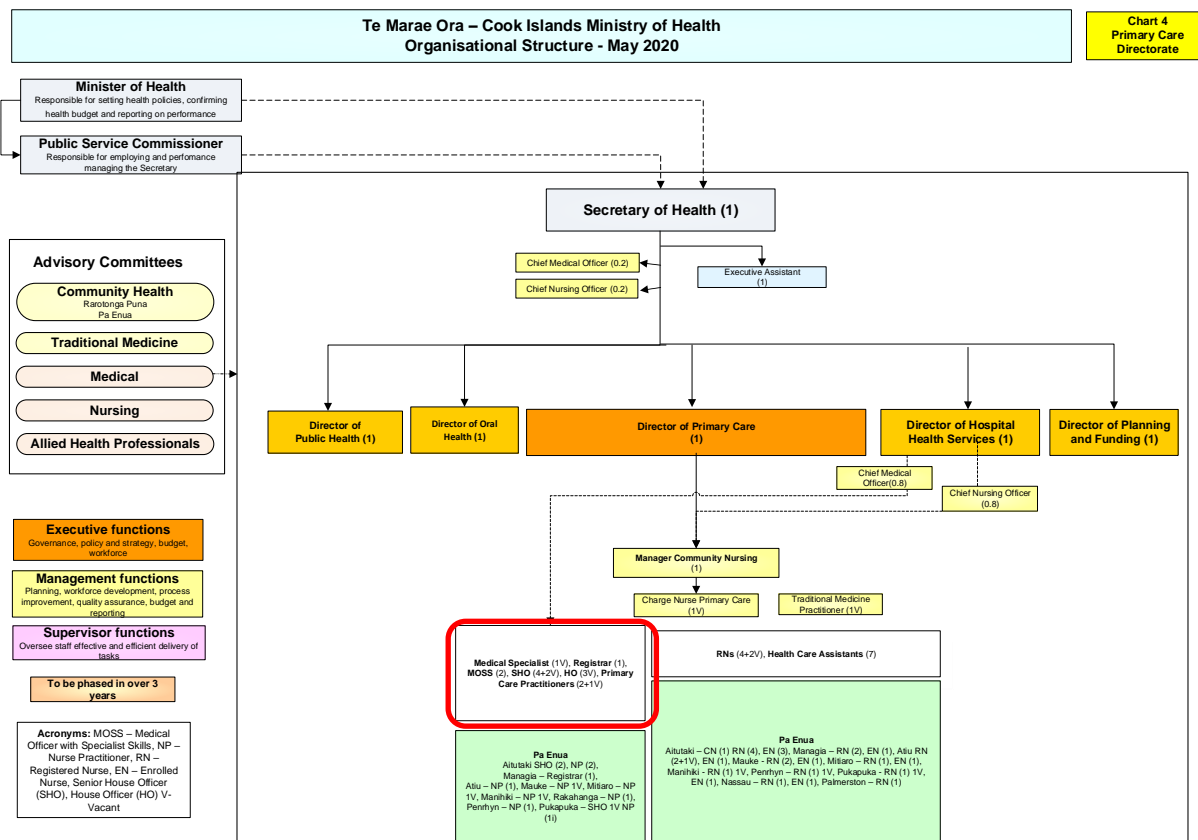 Te Marae Ora – Cook Islands Ministry of Health
Organisational Structure - May 2020
Chart 4
Primary Care
Directorate
Minister of Health
Responsible for setting health policies, confirming
health budget and reporting on performance
Public Service Commissioner
Responsible for employing and perfomance
managing the Secretary
Secretary of Health (1)
Chief Medical Officer (0.2)
Chief Nursing Officer (0.2)
Executive Assistant
(1)
Advisory Committees
Community Health
Rarotonga Puna
Pa Enua
Traditional Medicine
Medical
Nursing
Allied Health Professionals
Director of
Public Health (1)
Director of Oral
Health (1)
Director of Primary Care
(1)
Director of Hospital
Health Services (1)
Director of Planning
and Funding (1)
Chief Medical
Officer(0.8)
Chief Nursing Officer
(0.8)
Executive functions
Governance, policy and strategy, budget,
workforce
Management functions
Planning, workforce development, process
improvement, quality assurance, budget and
reporting
Supervisor functions
Oversee staff effective and efficient delivery of
tasks
To be phased in over 3
years
Acronyms: MOSS – Medical
Officer with Specialist Skills, NP –
Nurse Practitioner, RN –
Registered Nurse, EN – Enrolled
Nurse, Senior House Officer
(SHO), House Officer (HO) V-
Vacant
Manager Community Nursing
(1)
Charge Nurse Primary Care
(1V)
Traditional Medicine
Practitioner (1V)
Medical Specialist (1V), Registrar (1),
MOSS (2), SHO (4+2V), HO (3V), Primary
Care Practitioners (2+1V)
RNs (4+2V), Health Care Assistants (7)
Pa Enua
Aitutaki SHO (2), NP (2),
Managia – Registrar (1),
Atiu – NP (1), Mauke – NP 1V, Mitiaro – NP
1V, Manihiki – NP 1V, Rakahanga – NP (1),
Penrhyn – NP (1), Pukapuka – SHO 1V NP
(1i)
Pa Enua
Aitutaki - CN (1) RN (4), EN (3), Managia – RN (2), EN (1), Atiu RN
(2+1V), EN (1), Mauke - RN (2), EN (1), Mitiaro – RN (1), EN (1),
Manihiki - RN (1) 1V, Penrhyn – RN (1) 1V, Pukapuka - RN (1) 1V,
EN (1), Nassau – RN (1), EN (1), Palmerston – RN (1)